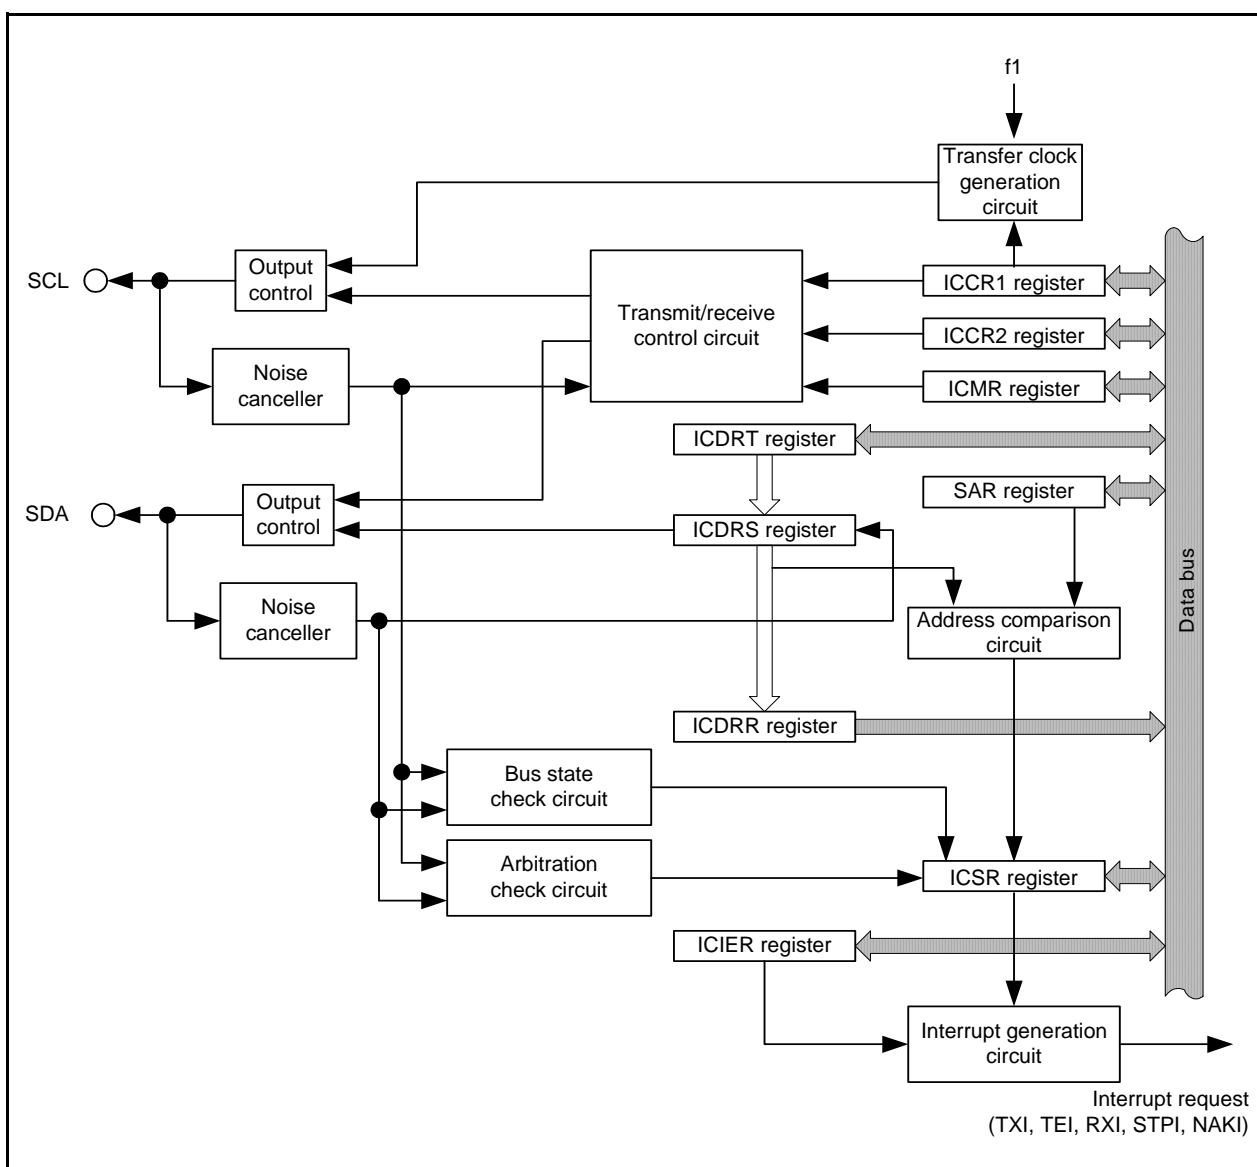 f1
Transfer clock
generation
circuit
SCL
Output
control
Transmit/receive
control circuit
ICCR1 register
ICCR2 register
Noise
canceller
ICMR register
ICDRT register
SAR register
SDA
Output
control
ICDRS register
Data bus
Noise
canceller
Address comparison
circuit
ICDRR register
Bus state
check circuit
Arbitration
check circuit
ICSR register
ICIER register
Interrupt generation
circuit
Interrupt request
(TXI, TEI, RXI, STPI, NAKI)